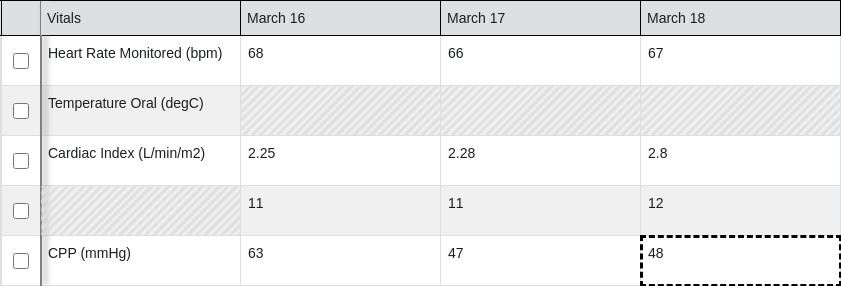 Vitals March 16 March 17 March 18
Heart Rate Monitored (bpm) 68 66 67
Temperature Oral (degC)
Cardiac Index (L/min/m2) 2.25 2.28 2.8
11 11 12
CPP (mmHg) 63 47 48